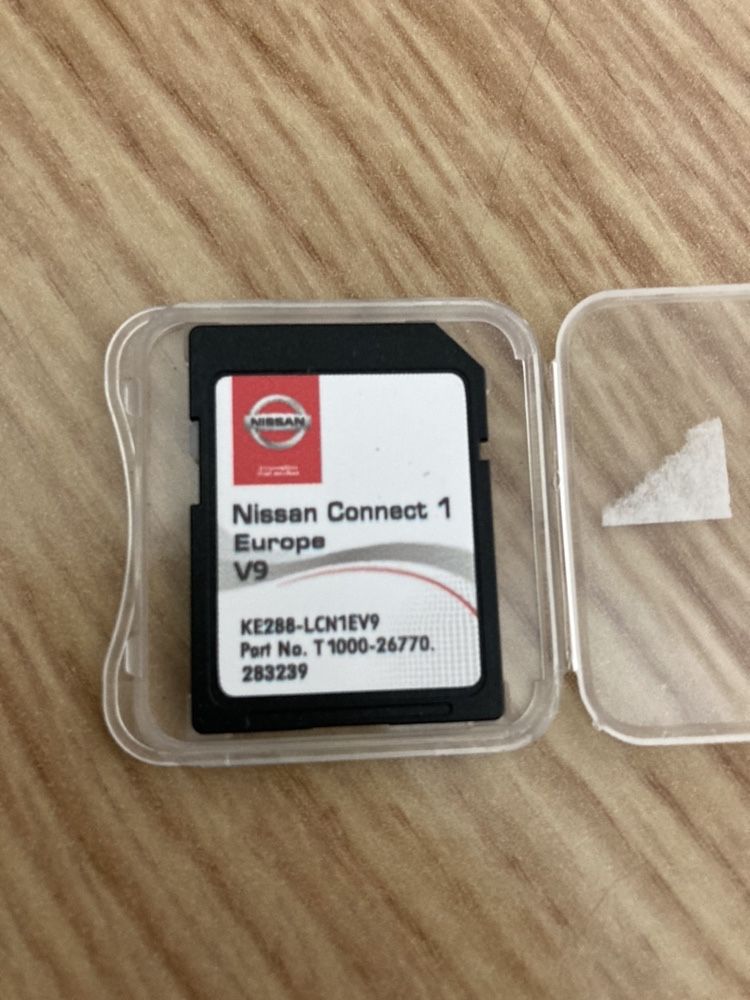 NISSAN
Nissan Connect 1
Europe
V9
KE288-LCN1EV9
Part No. T1000-26770.
283239